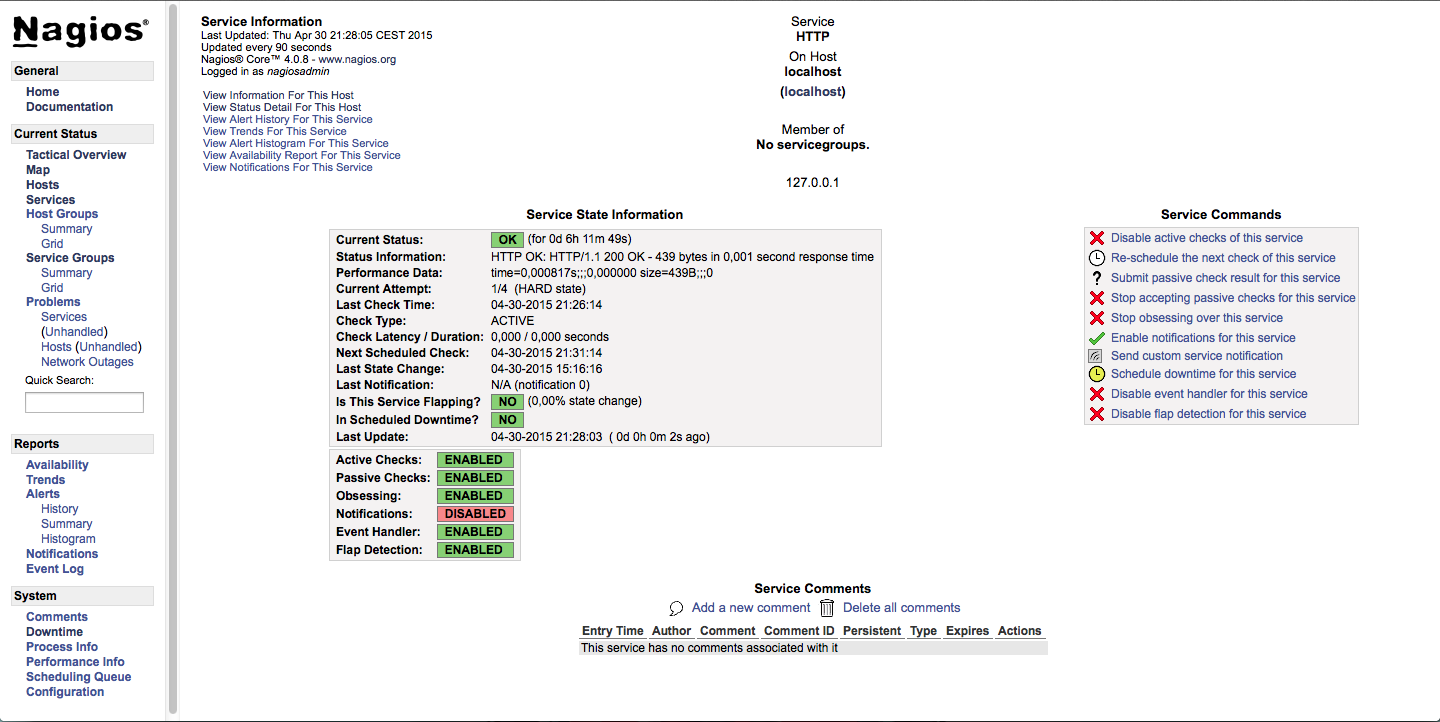 Nagios®
General
Home
Documentation
Current Status
Tactical Overview
Map
Hosts
Services
Host Groups
Summary
Grid
Service Groups
Summary
Grid
Problems
Services
(Unhandled)
Hosts (Unhandled)
Network Outages
Quick Search:
Reports
Availability
Trends
Alerts
History
Summary
Histogram
Notifications
Event Log
System
Comments
Downtime
Process Info
Performance Info
Scheduling Queue
Configuration
Service Information
Last Updated: Thu Apr 30 21:28:05 CEST 2015
Updated every 90 seconds
Nagios® Core™ 4.0.8 - www.nagios.org
Logged in as nagiosadmin
View Information For This Host
View Status Detail For This Host
View Alert History For This Service
View Trends For This Service
View Alert Histogram For This Service
View Availability Report For This Service
View Notifications For This Service
Service
HTTP
On Host
localhost
(localhost)
Member of
No servicegroups.
127.0.0.1
Service State Information
Current Status: OK (for 0d 6h 11m 49s)
Status Information: HTTP OK: HTTP/1.1 200 OK - 439 bytes in 0,001 second response time
Performance Data: time=0,000817s;;;0,000000 size=439B;;;0
Current Attempt: 1/4 (HARD state)
Last Check Time: 04-30-2015 21:26:14
Check Type: ACTIVE
Check Latency / Duration: 0,000 / 0,000 seconds
Next Scheduled Check: 04-30-2015 21:31:14
Last State Change: 04-30-2015 15:16:16
Last Notification: N/A (notification 0)
Is This Service Flapping? NO (0,00% state change)
In Scheduled Downtime? NO
Last Update: 04-30-2015 21:28:03 ( 0d 0h 0m 2s ago)
Active Checks: ENABLED
Passive Checks: ENABLED
Obsessing: ENABLED
Notifications: DISABLED
Event Handler: ENABLED
Flap Detection: ENABLED
Service Commands
Disable active checks of this service
Re-schedule the next check of this service
? Submit passive check result for this service
Stop accepting passive checks for this service
Stop obsessing over this service
Enable notifications for this service
Send custom service notification
Schedule downtime for this service
Disable event handler for this service
Disable flap detection for this service
Service Comments
Add a new comment Delete all comments
Entry Time Author Comment Comment ID Persistent Type Expires Actions
This service has no comments associated with it